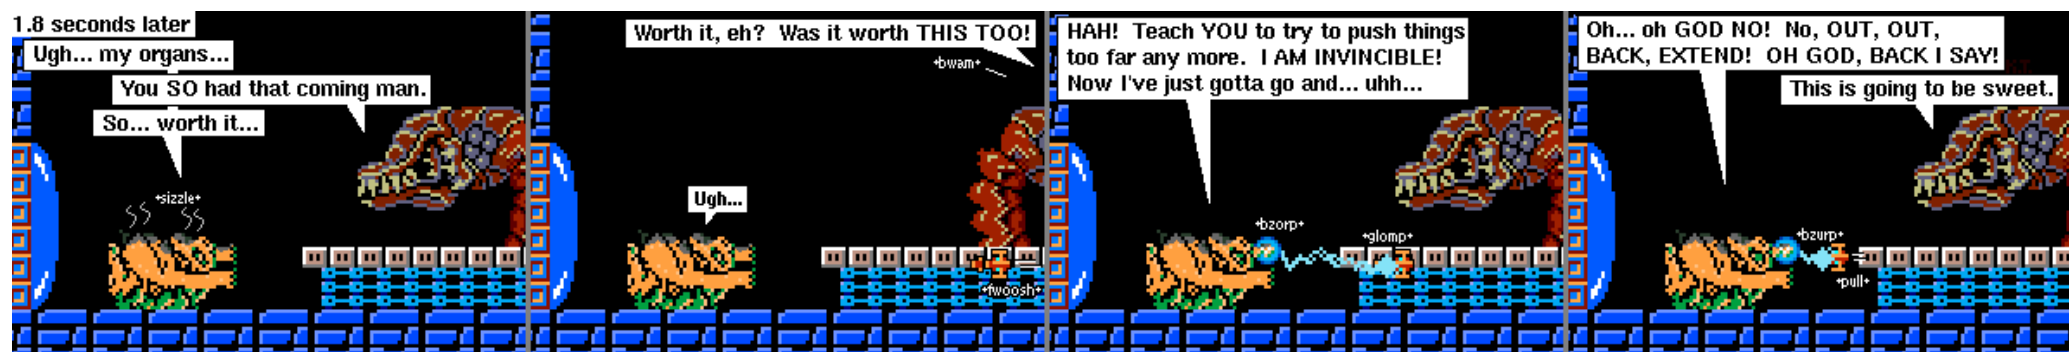 1.8 seconds later
Ugh... my organs...
You SO had that coming man.
So... worth it...
*sizzle*
Worth it, eh? Was it worth THIS TOO!
*bwam*
Ugh...
*fwoosh*
HAH! Teach YOU to try to push things
too far any more. I AM INVINCIBLE!
Now I've just gotta go and... uhh...
*bzorp*
*glomp*
Oh... oh GOD NO! No, OUT, OUT,
BACK, EXTEND! OH GOD, BACK I SAY!
This is going to be sweet.
*bzurp*
*pull*